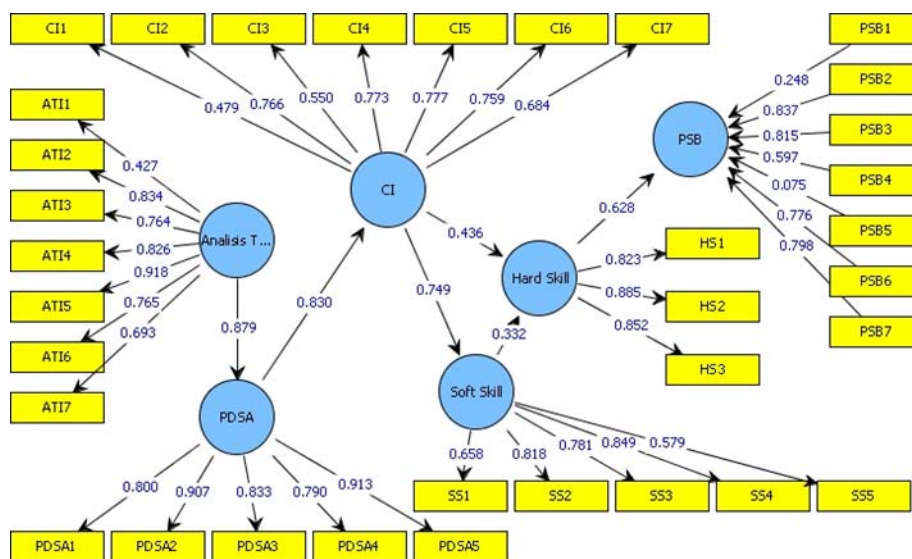 CI1 CI2 CI3 CI4 CI5 CI6 CI7
PSB1
PSB2
PSB3
PSB4
PSB5
PSB6
PSB7
0.479 0.766 0.550 0.773 0.777 0.759 0.684
0.248
0.837
0.815
0.597
0.075
0.776
0.798
ATI1
ATI2
ATI3
ATI4
ATI5
ATI6
ATI7
0.427
0.834
0.764
0.826
0.918
0.765
0.693
CI
PSB
Analisis T...
0.436
0.628
Hard Skill
0.823
0.885
0.852
HS1
HS2
HS3
0.830
0.749
0.879
0.332
PDSA
Soft Skill
0.800 0.907 0.833 0.790 0.913
0.658 0.818 0.781 0.849 0.579
SS1 SS2 SS3 SS4 SS5
PDSA1 PDSA2 PDSA3 PDSA4 PDSA5